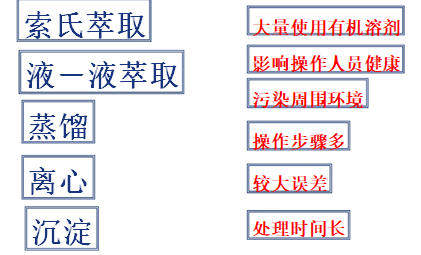 索氏萃取
液－液萃取
蒸馏
离心
沉淀
大量使用有机溶剂
影响操作人员健康
污染周围环境
操作步骤多
较大误差
处理时间长